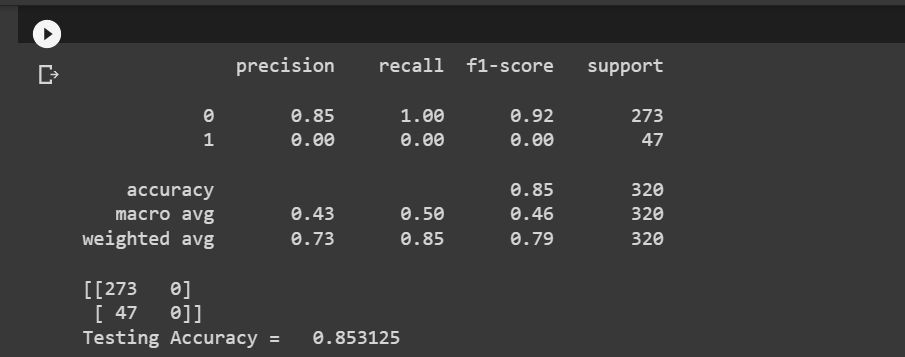 precision recall f1-score support
0 0.85 1.00 0.92 273
1 0.00 0.00 0.00 47
accuracy 0.85 320
macro avg 0.43 0.50 0.46 320
weighted avg 0.73 0.85 0.79 320
[[273 0]
[ 47 0]]
Testing Accuracy = 0.853125